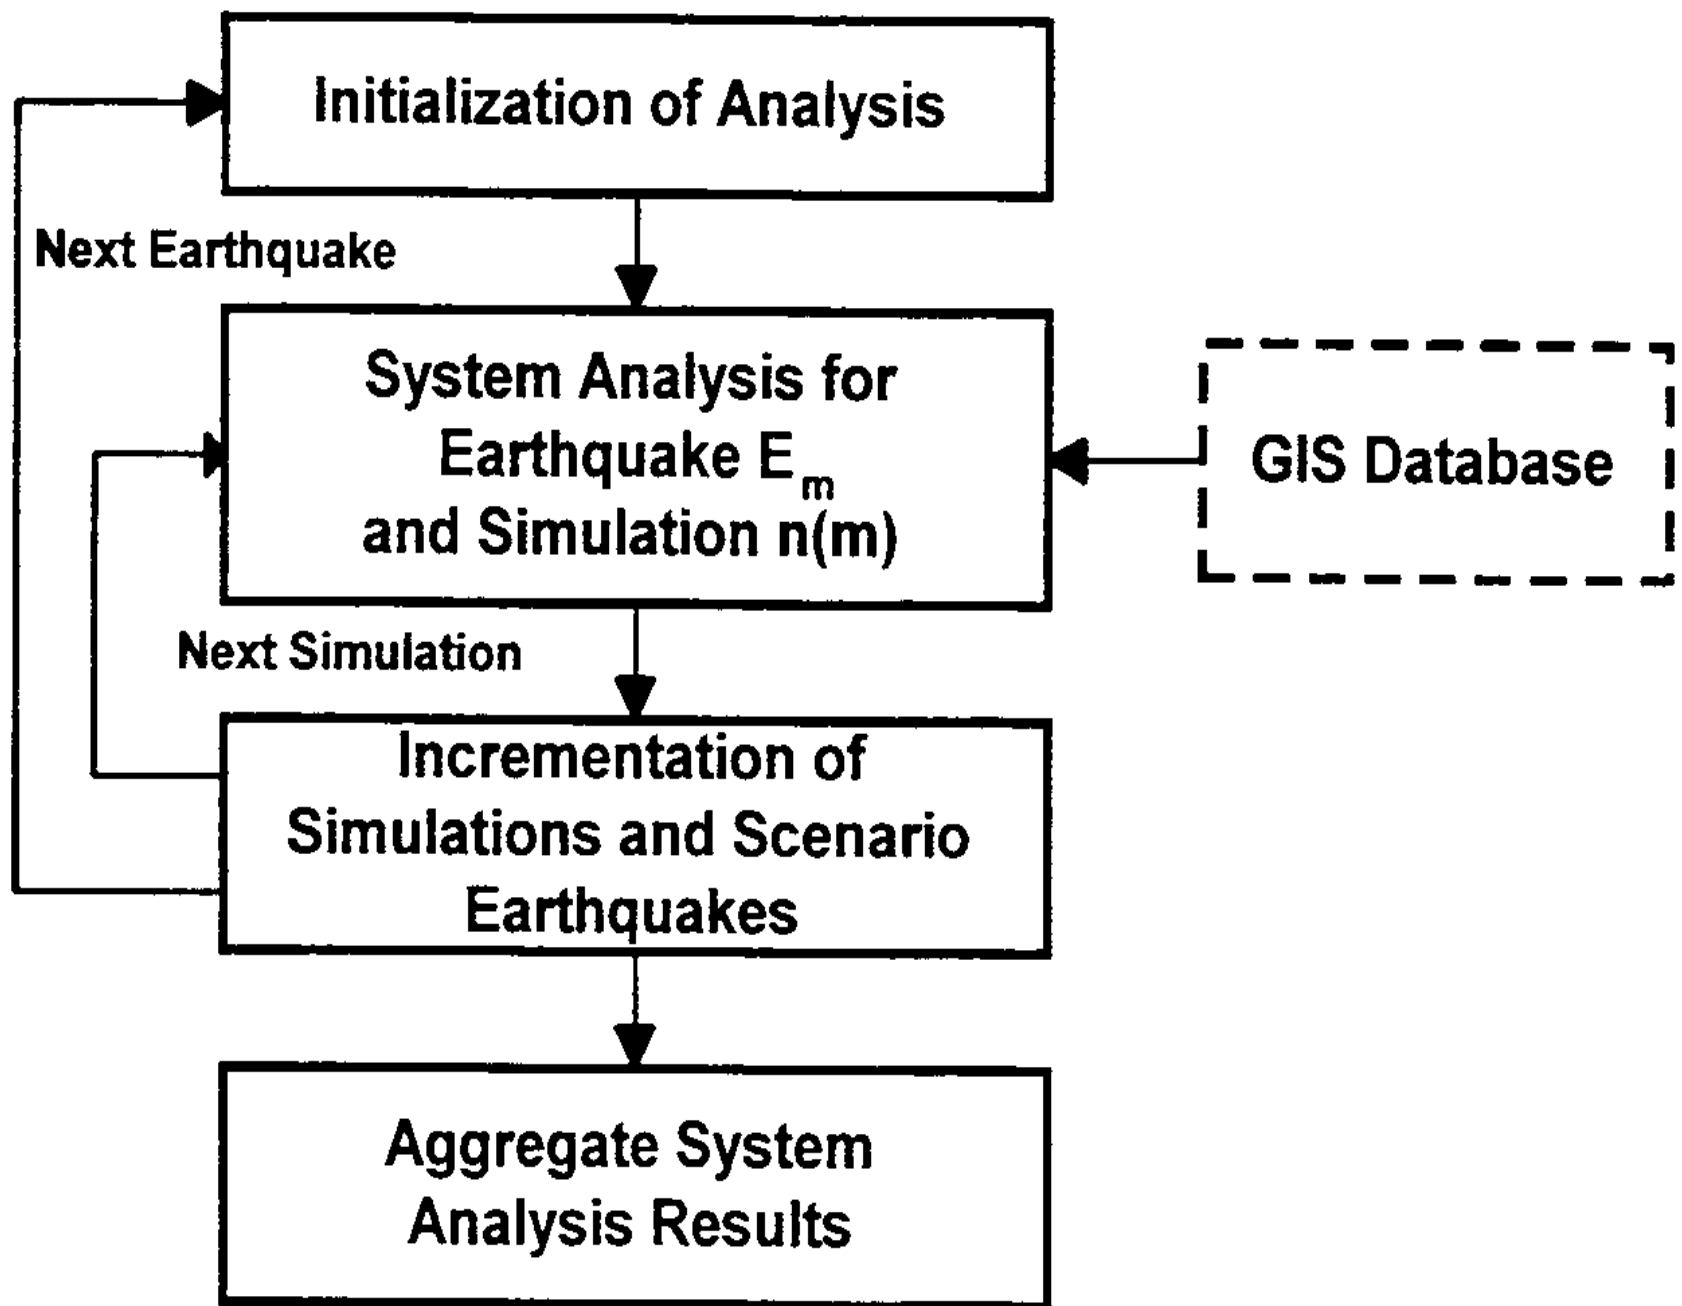 Initialization of Analysis
Next Earthquake
System Analysis for
Earthquake Eₘ
and Simulation n(m)
GIS Database
Next Simulation
Incrementation of
Simulations and Scenario
Earthquakes
Aggregate System
Analysis Results